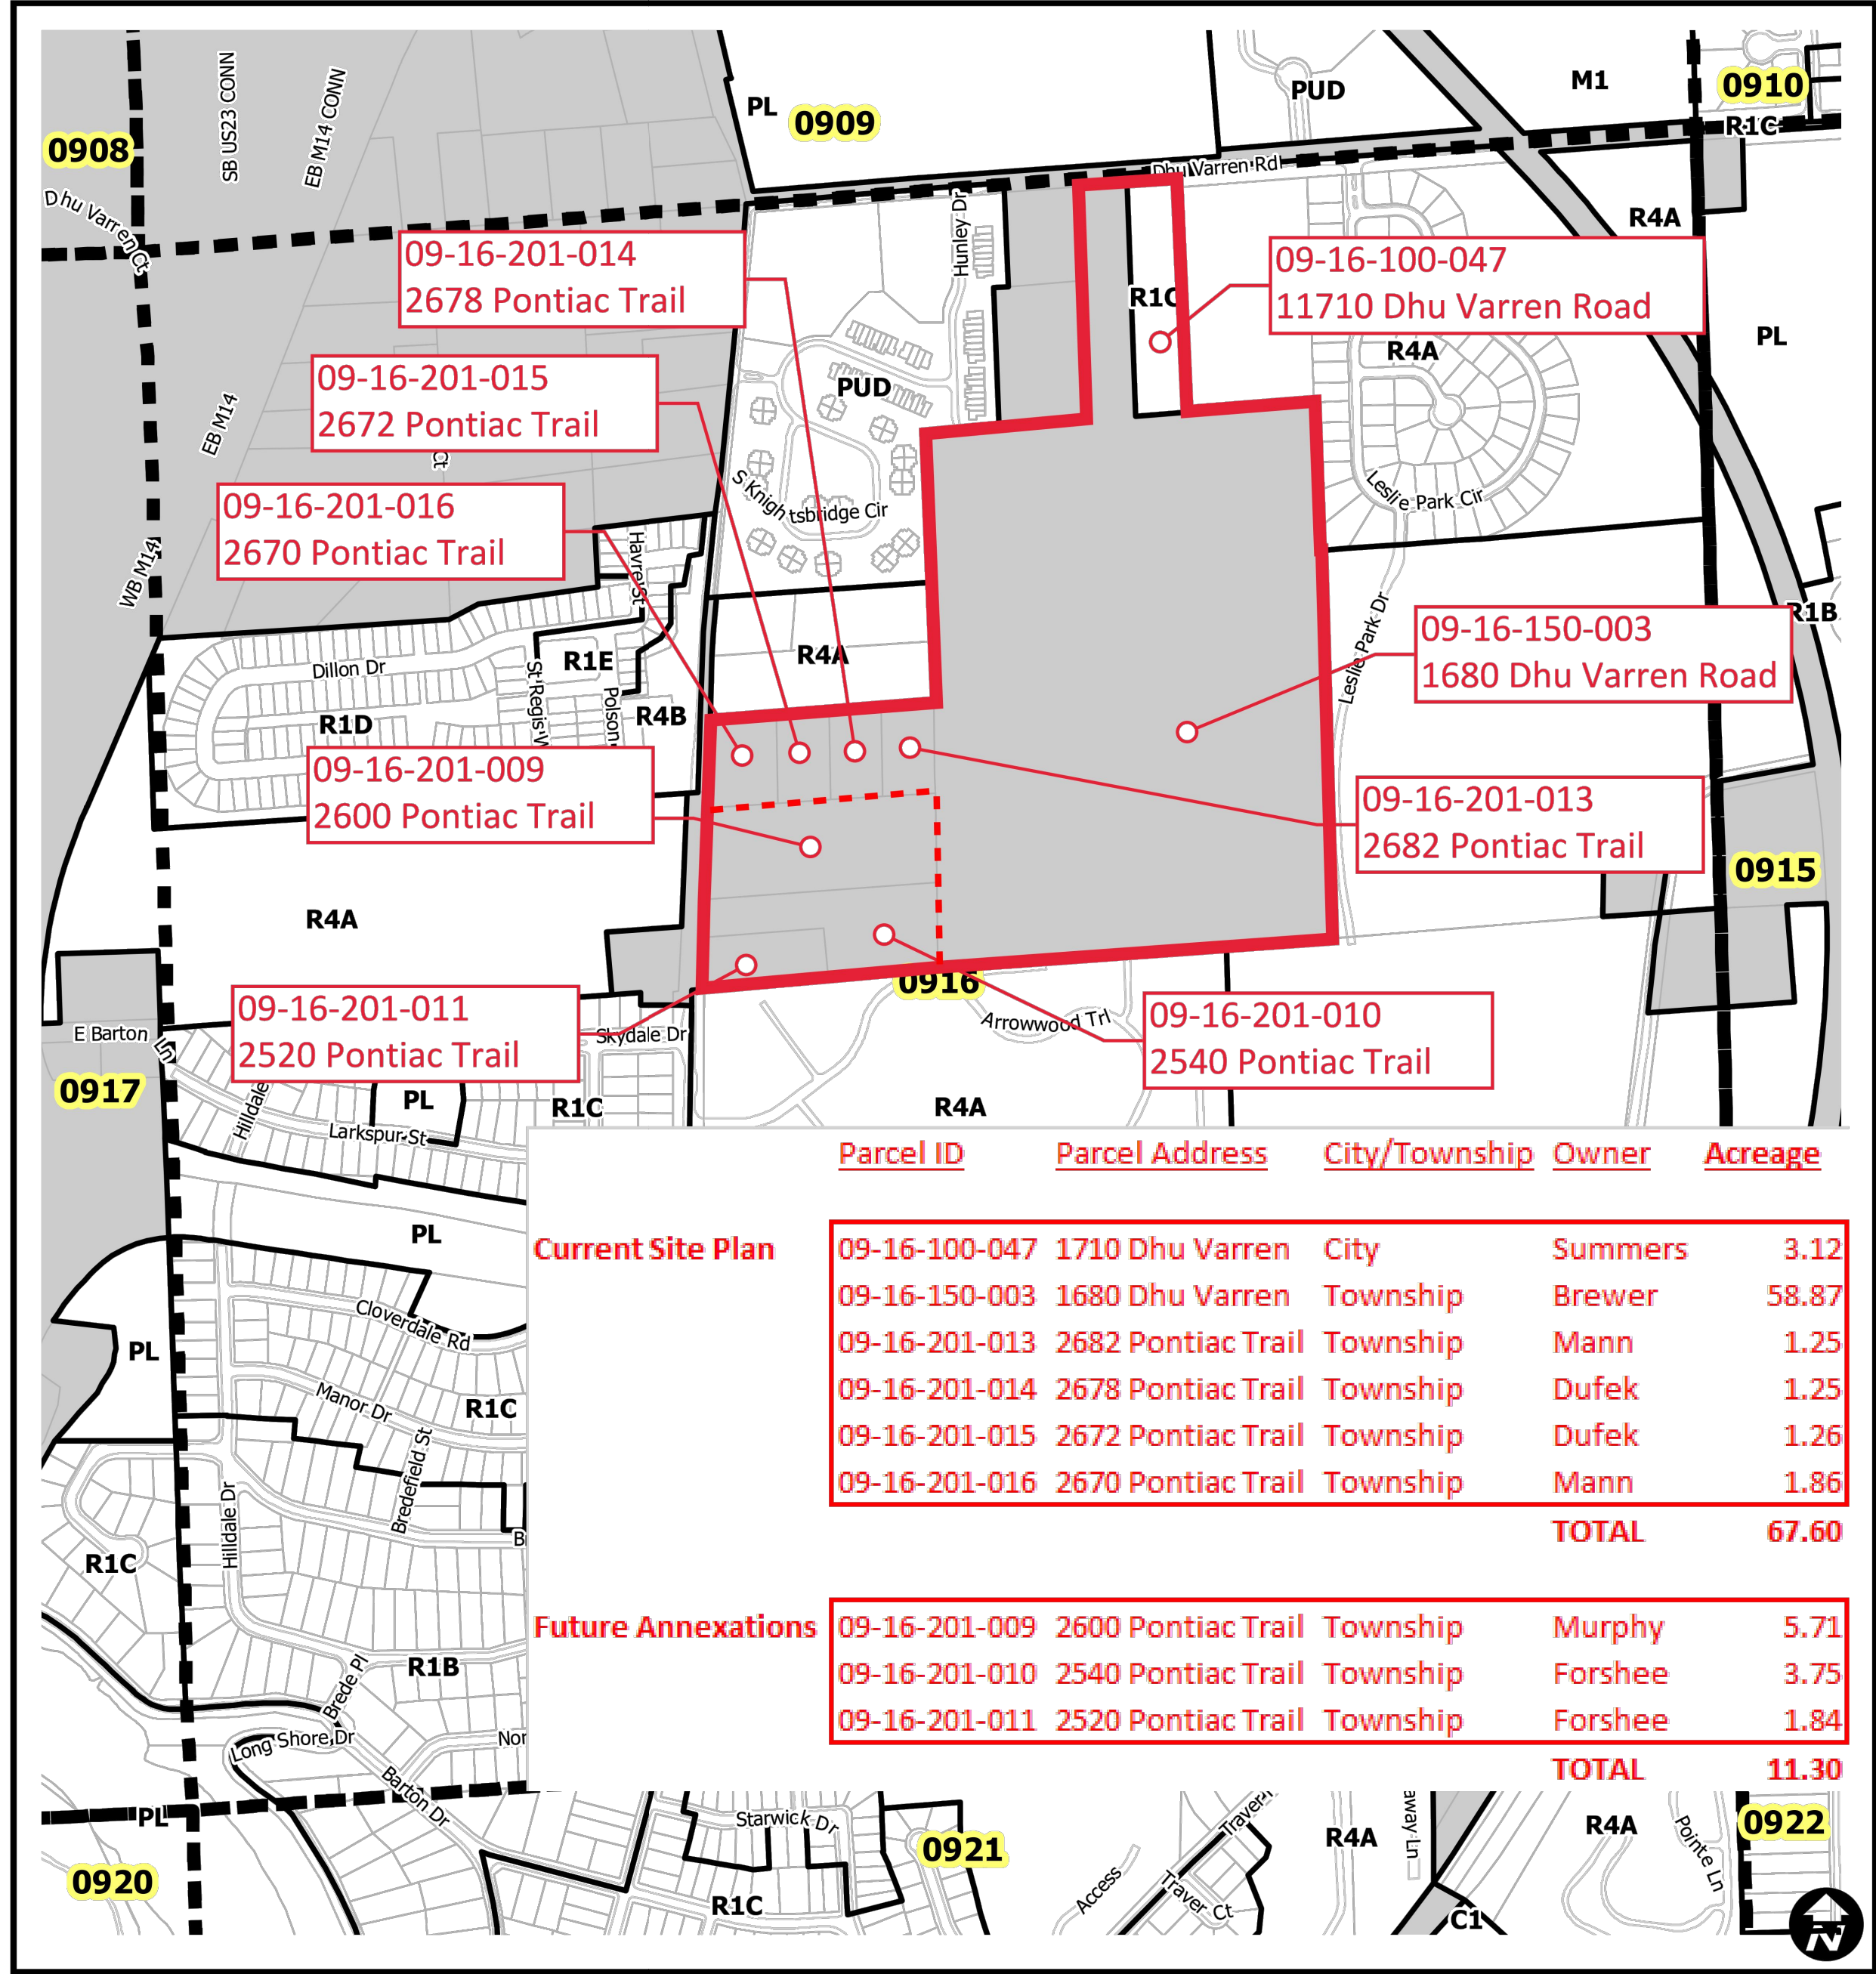 SB US23 CONN
EB M14 CONN
PL
0909
PUD
M1
0910
R1C
0908
Dhu Varren Ct
Dhu Varren Rd
R4A
Hunley Dr
09-16-201-014
2678 Pontiac Trail
09-16-100-047
11710 Dhu Varren Road
R1C
PL
R4A
09-16-201-015
2672 Pontiac Trail
PUD
EB M14
Ct
S Knightsbridge Cir
Leslie Park Cir
09-16-201-016
2670 Pontiac Trail
Havre St
WB M14
R1B
Leslie Park Dr
09-16-150-003
1680 Dhu Varren Road
Dillon Dr
R1E
St Regis W
Polson
R4A
R4B
R1D
09-16-201-009
2600 Pontiac Trail
09-16-201-013
2682 Pontiac Trail
0915
R4A
0916
09-16-201-011
2520 Pontiac Trail
Skydale Dr
Arrowwood Trl
09-16-201-010
2540 Pontiac Trail
E Barton Ln
0917
Hilldale
PL
R1C
R4A
Larkspur St
Parcel ID Parcel Address City/Township Owner Acreage
Current Site Plan 09-16-100-047 1710 Dhu Varren City Summers 3.12
09-16-150-003 1680 Dhu Varren Township Brewer 58.87
09-16-201-013 2682 Pontiac Trail Township Mann 1.25
09-16-201-014 2678 Pontiac Trail Township Dufek 1.25
09-16-201-015 2672 Pontiac Trail Township Dufek 1.26
09-16-201-016 2670 Pontiac Trail Township Mann 1.86
TOTAL 67.60
Future Annexations 09-16-201-009 2600 Pontiac Trail Township Murphy 5.71
09-16-201-010 2540 Pontiac Trail Township Forshee 3.75
09-16-201-011 2520 Pontiac Trail Township Forshee 1.84
TOTAL 11.30
PL
Cloverdale Rd
PL
Manor Dr
R1C
Bredefield St
Hilldale Dr
B
R1C
R1B
Brede Pl
Long Shore Dr
Nor
Barton Dr
PL
0920
Starwick Dr
0921
R1C
Access
Traver
Traver Ct
R4A
away Ln
C1
R4A
Pointe Ln
0922
N